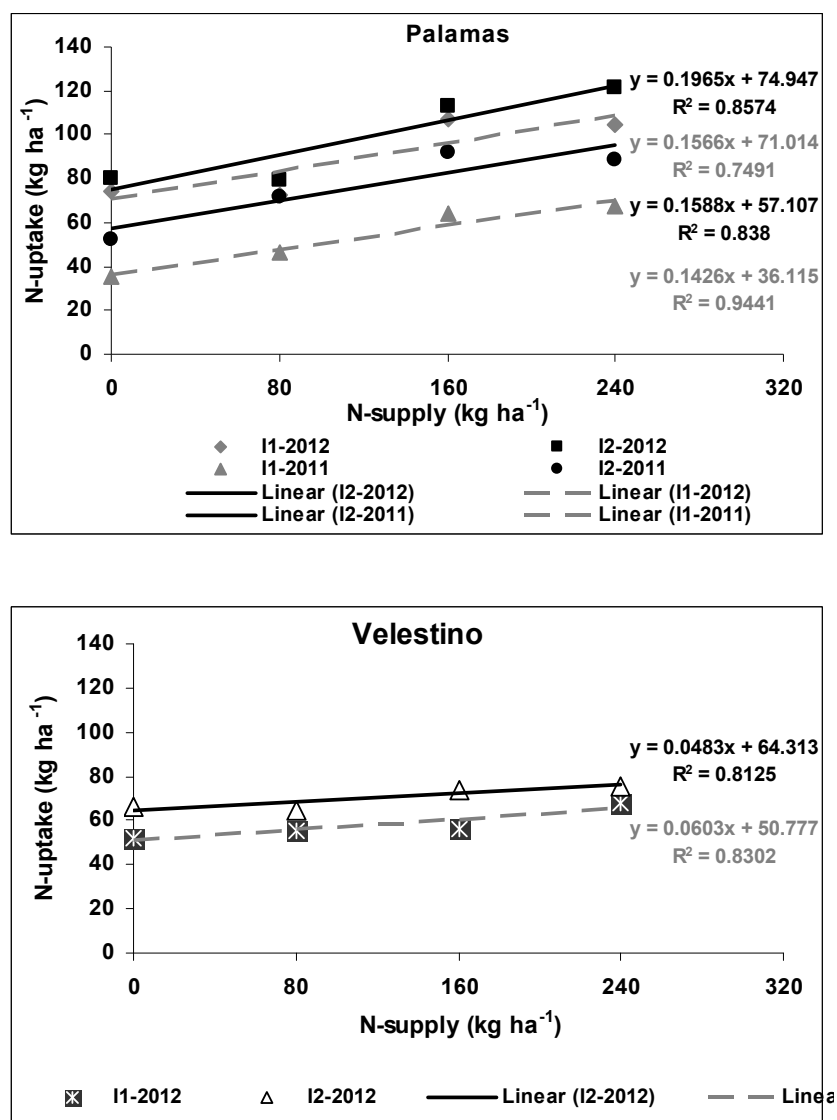 Palamas
140
120
100
80
60
40
20
0
N-uptake (kg ha⁻¹)
y = 0.1965x + 74.947
R² = 0.8574
y = 0.1566x + 71.014
R² = 0.7491
y = 0.1588x + 57.107
R² = 0.838
y = 0.1426x + 36.115
R² = 0.9441
0 80 160 240 320
N-supply (kg ha⁻¹)
I1-2012 I2-2012
I1-2011 I2-2011
Linear (I2-2012) Linear (I1-2012)
Linear (I2-2011) Linear (I1-2011)
Velestino
140
120
100
80
60
40
20
0
N-uptake (kg ha⁻¹)
y = 0.0483x + 64.313
R² = 0.8125
y = 0.0603x + 50.777
R² = 0.8302
0 80 160 240 320
N-supply (kg ha⁻¹)
I1-2012 I2-2012 Linear (I2-2012) Linea